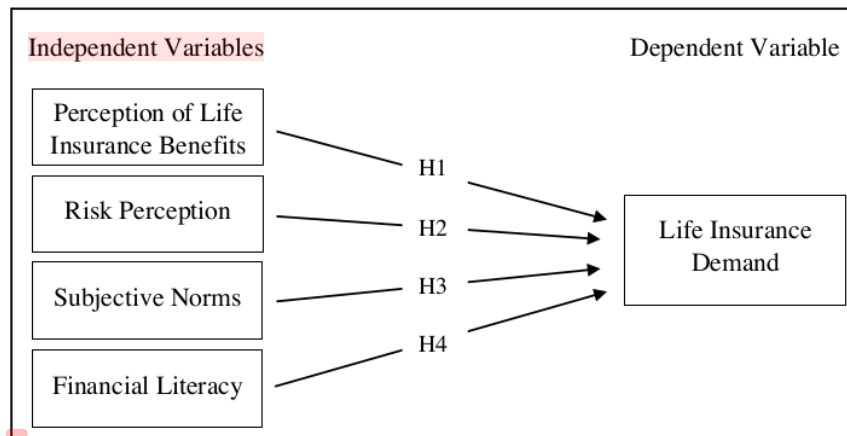 Independent Variables
Dependent Variable
Perception of Life
Insurance Benefits
Risk Perception
Subjective Norms
Financial Literacy
H1
H2
H3
H4
Life Insurance
Demand